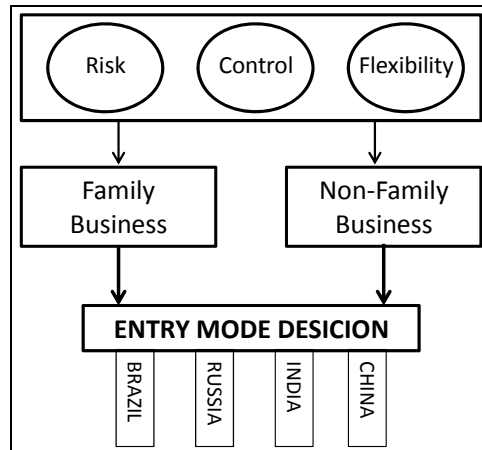 Risk
Control
Flexibility
Family
Business
Non-Family
Business
ENTRY MODE DESICION
BRAZIL
RUSSIA
INDIA
CHINA